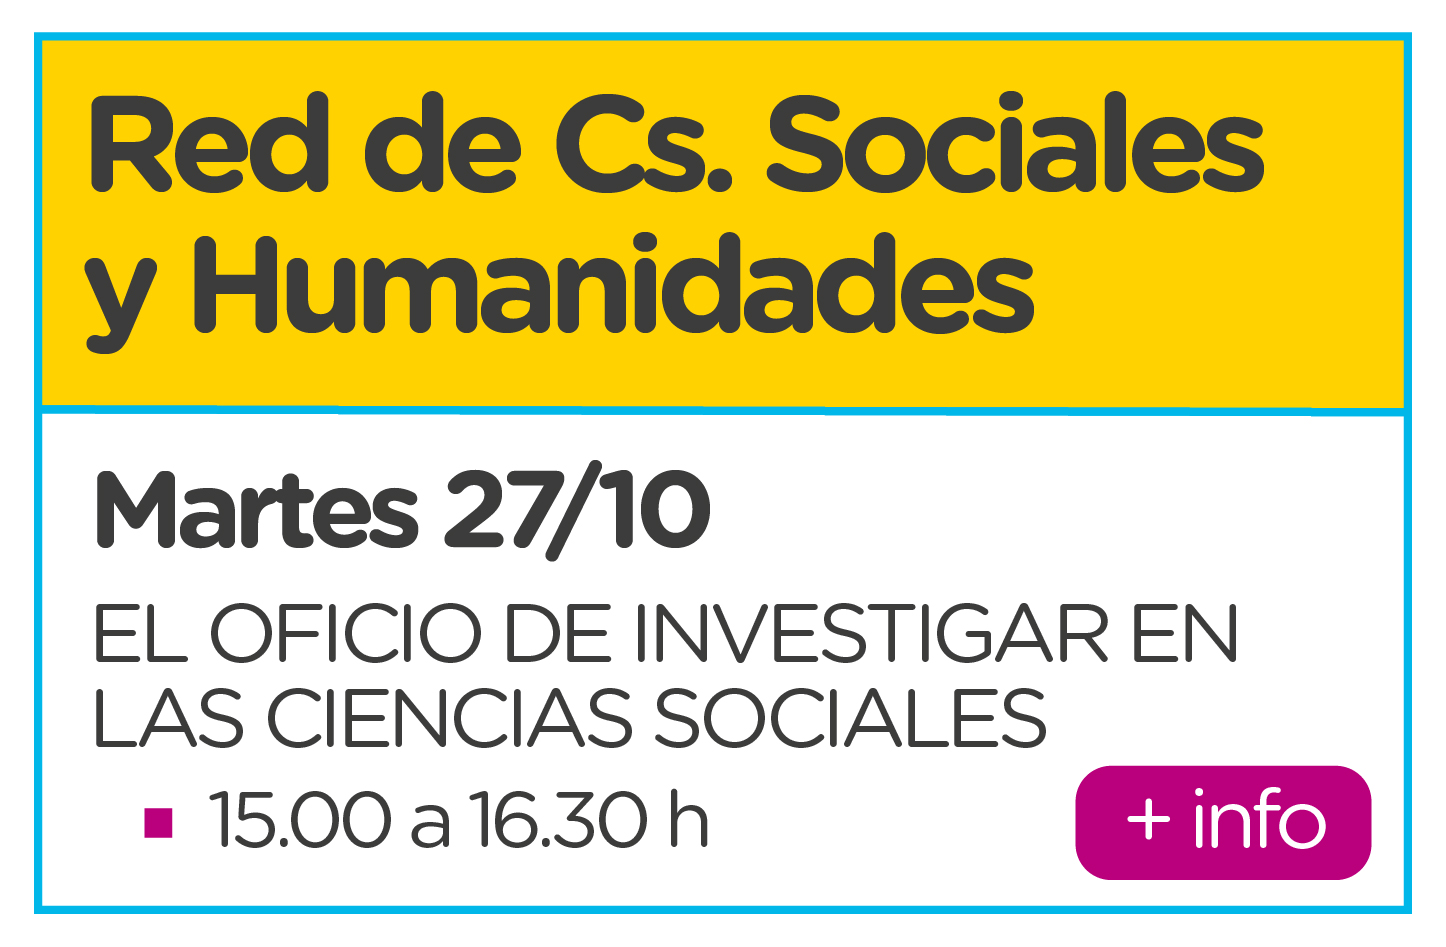 Red de Cs. Sociales
y Humanidades
Martes 27/10
EL OFICIO DE INVESTIGAR EN
LAS CIENCIAS SOCIALES
15.00 a 16.30 h
+ info